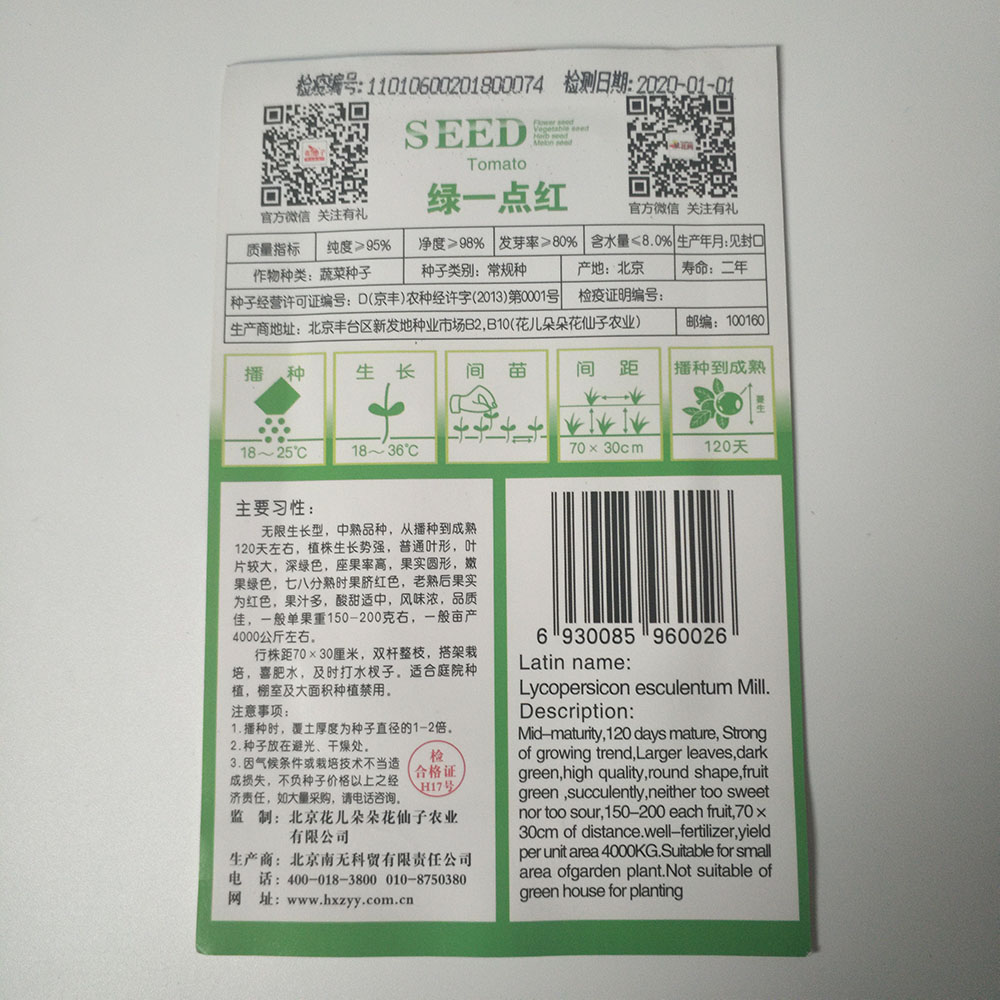 检疫编号:11010600201800074 检测日期:2020-01-01
SEED
Flower seed
Vegetable seed
Herb seed
Melon seed
Tomato
绿一点红
官方微信 关注有礼
官方微信 关注有礼
质量指标 纯度≥95% 净度≥98% 发芽率≥80% 含水量≤8.0% 生产年月:见封口
作物种类: 蔬菜种子 种子类别: 常规种 产地: 北京 寿命: 二年
种子经营许可证编号: D(京丰)农种经许字(2013)第0001号 检疫证明编号:
生产商地址: 北京丰台区新发地种业市场B2,B10(花儿朵朵花仙子农业) 邮编: 100160
播种 生长 间苗 间距 播种到成熟
蔓生
18~25℃ 18~36℃ 70×30cm 120天
主要习性:
无限生长型, 中熟品种, 从播种到成熟
120天左右, 植株生长势强, 普通叶形, 叶
片较大, 深绿色, 座果率高, 果实圆形, 嫩
果绿色, 七八分熟时果脐红色, 老熟后果实
为红色, 果汁多, 酸甜适中, 风味浓, 品质
佳, 一般单果重150-200克右, 一般亩产
4000公斤左右。
行株距70×30厘米, 双杆整枝, 搭架栽
培, 喜肥水, 及时打水杈子。适合庭院种
植, 棚室及大面积种植禁用。
注意事项:
1.播种时, 覆土厚度为种子直径的1-2倍。
2.种子放在避光、干燥处。
3.因气候条件或栽培技术不当造
成损失, 不负种子价格以上之经
济责任, 如大量采购, 请电话咨询。
检
合格证
H17号
监 制: 北京花儿朵朵花仙子农业
有限公司
生产商: 北京南无科贸有限责任公司
电 话: 400-018-3800 010-8750380
网 址: www.hxzyy.com.cn
6 930085 960026
Latin name:
Lycopersicon esculentum Mill.
Description:
Mid-maturity,120 days mature, Strong
of growing trend,Larger leaves,dark
green,high quality,round shape,fruit
green ,succulently,neither too sweet
nor too sour,150-200 each fruit,70×
30cm of distance.well-fertilizer,yield
per unit area 4000KG.Suitable for small
area ofgarden plant.Not suitable of
green house for planting